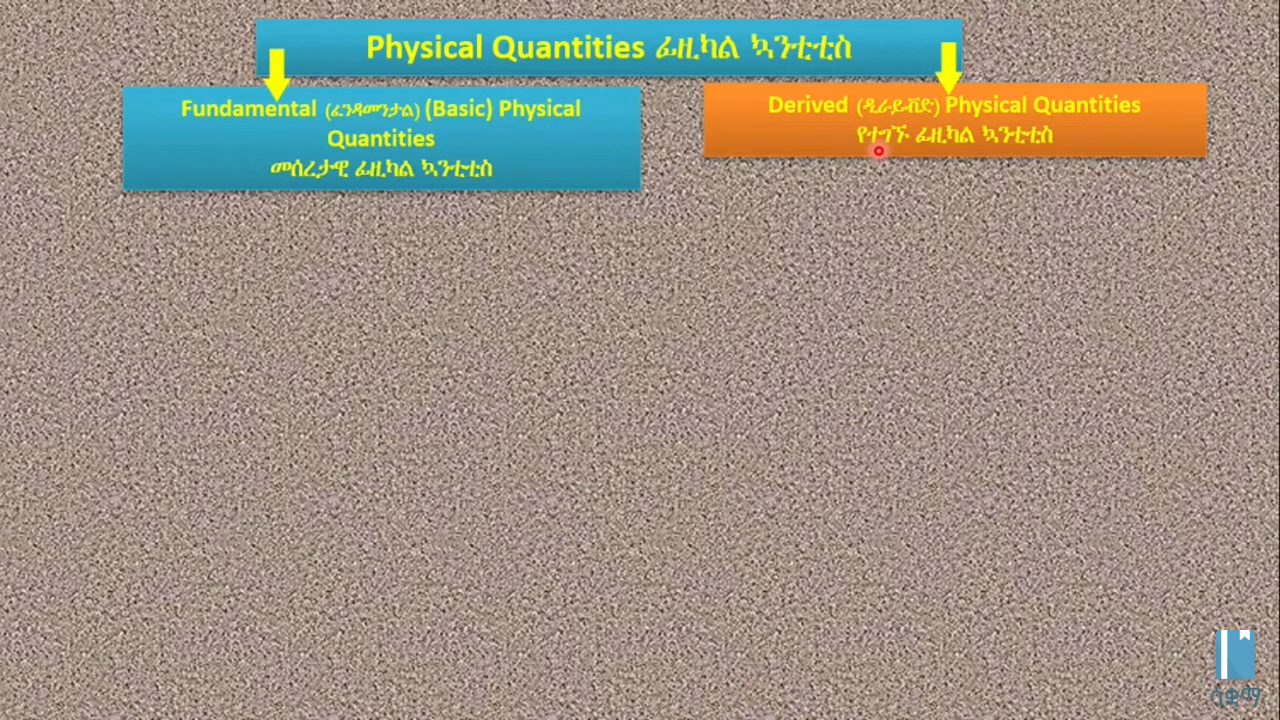 Physical Quantities ፊዚካል ኳንቲቲስ
Fundamental (ፈንዳመንታል) (Basic) Physical
Quantities
መሰረታዊ ፊዚካል ኳንቲቲስ
Derived (ዲራይቭድ) Physical Quantities
የተገኙ ፊዚካል ኳንቲቲስ